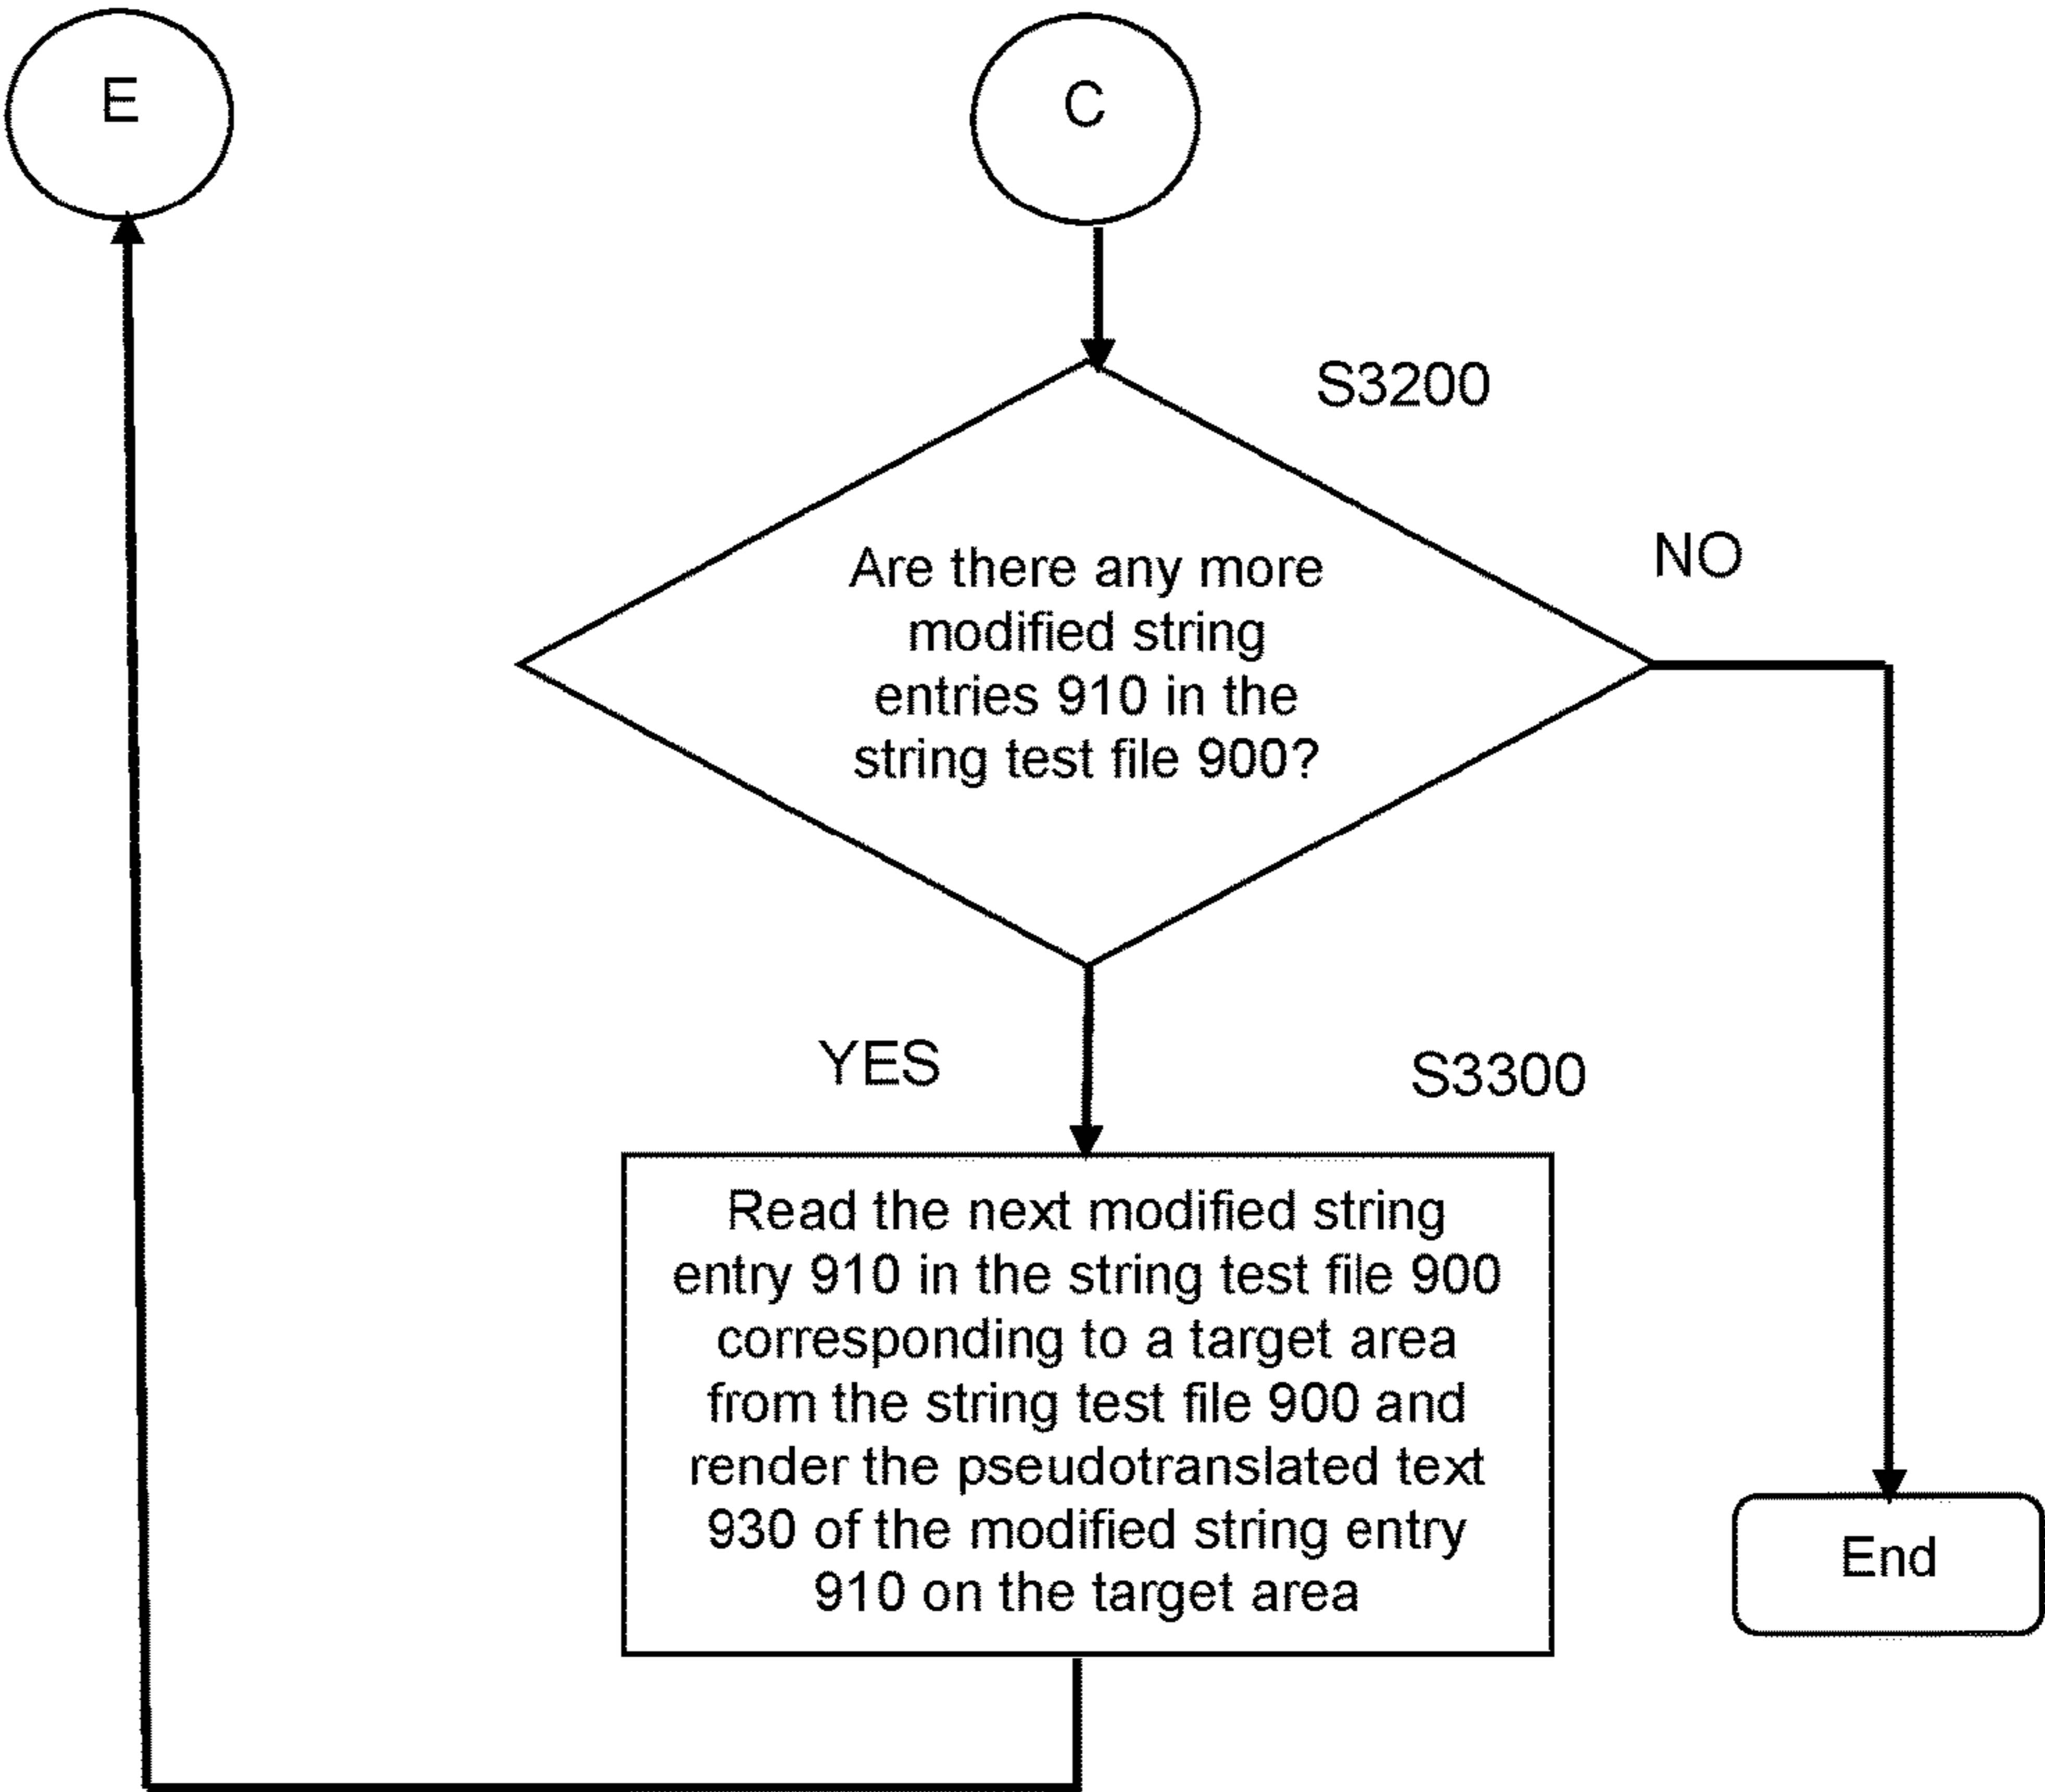 E
C
S3200
Are there any more
modified string
entries 910 in the
string test file 900?
NO
YES
S3300
Read the next modified string
entry 910 in the string test file 900
corresponding to a target area
from the string test file 900 and
render the pseudotranslated text
930 of the modified string entry
910 on the target area
End